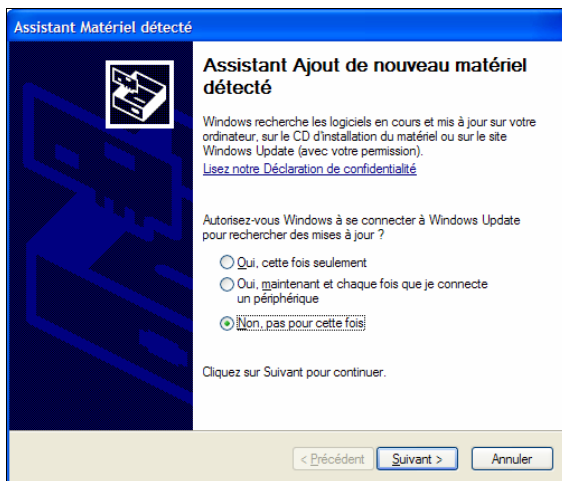 Assistant Matériel détecté
Assistant Ajout de nouveau matériel
détecté
Windows recherche les logiciels en cours et mis à jour sur votre
ordinateur, sur le CD d'installation du matériel ou sur le site
Windows Update (avec votre permission).
Lisez notre Déclaration de confidentialité
Autorisez-vous Windows à se connecter à Windows Update
pour rechercher des mises à jour ?
Oui, cette fois seulement
Oui, maintenant et chaque fois que je connecte
un périphérique
Non, pas pour cette fois
Cliquez sur Suivant pour continuer.
< Précédent Suivant > Annuler